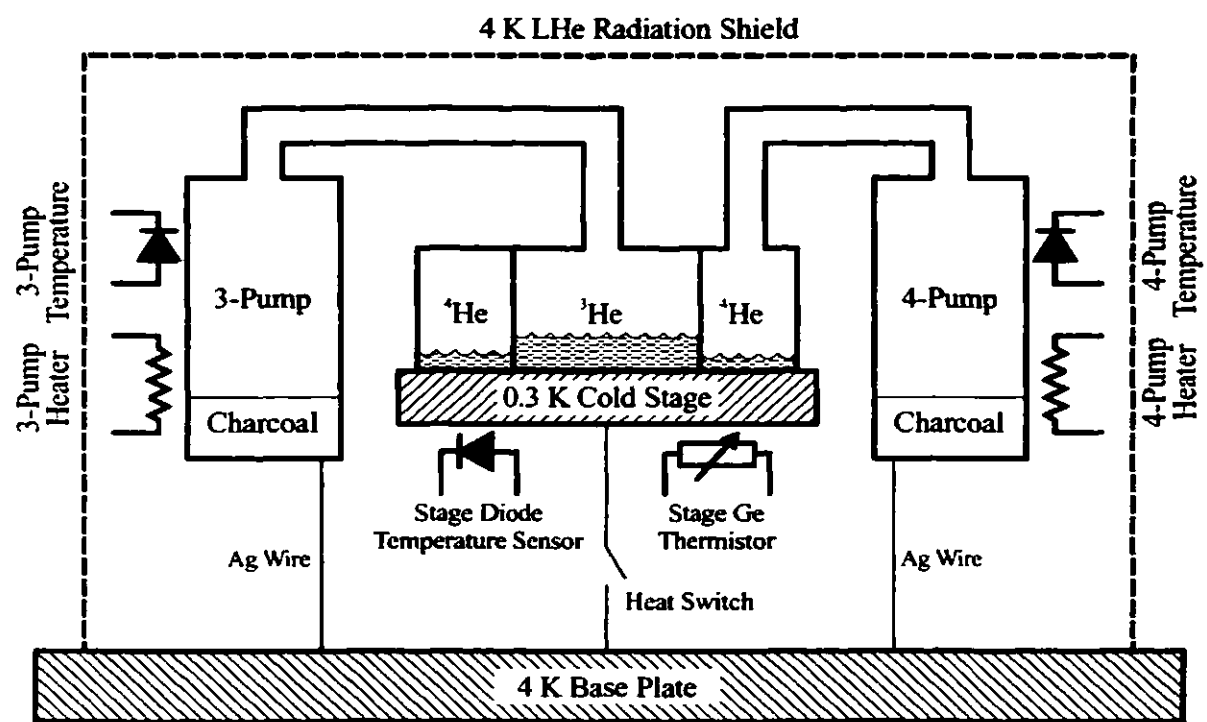 4 K LHe Radiation Shield
3-Pump
Temperature
3-Pump
Heater
3-Pump
Charcoal
⁴He
³He
⁴He
0.3 K Cold Stage
4-Pump
Charcoal
4-Pump
Temperature
4-Pump
Heater
Stage Diode
Temperature Sensor
Stage Ge
Thermistor
Ag Wire
Heat Switch
Ag Wire
4 K Base Plate